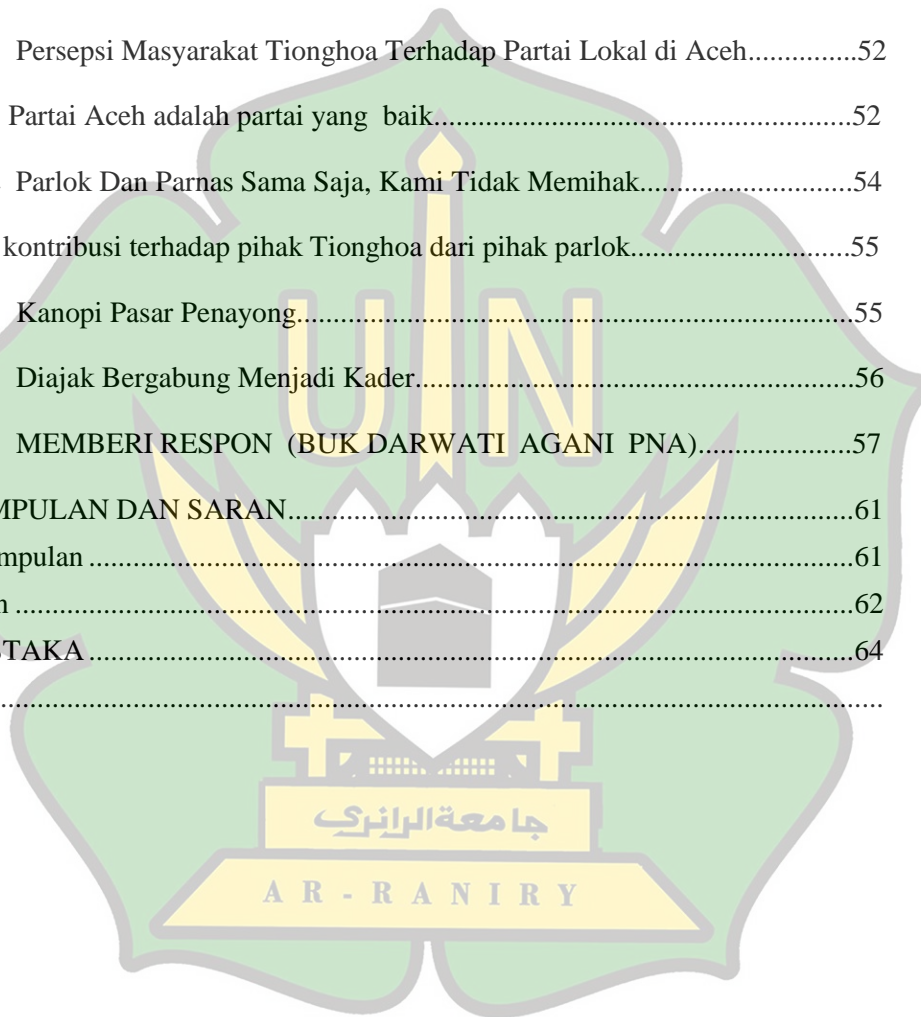 Persepsi Masyarakat Tionghoa Terhadap Partai Lokal di Aceh...............52
Partai Aceh adalah partai yang  baik..........................................................52
Parlok Dan Parnas Sama Saja, Kami Tidak Memihak..............................54
kontribusi terhadap pihak Tionghoa dari pihak parlok...............................55
Kanopi Pasar Penayong.............................................................................55
Diajak Bergabung Menjadi Kader.............................................................56
MEMBERI RESPON  (BUK DARWATI  AGANI  PNA).....................57
MPULAN DAN SARAN..............................................................................61
mpulan .........................................................................................................61
n ...................................................................................................................62
STAKA .........................................................................................................64
...........................................................................................................................
UIN
جامعةالرانري
AR-RANIRY